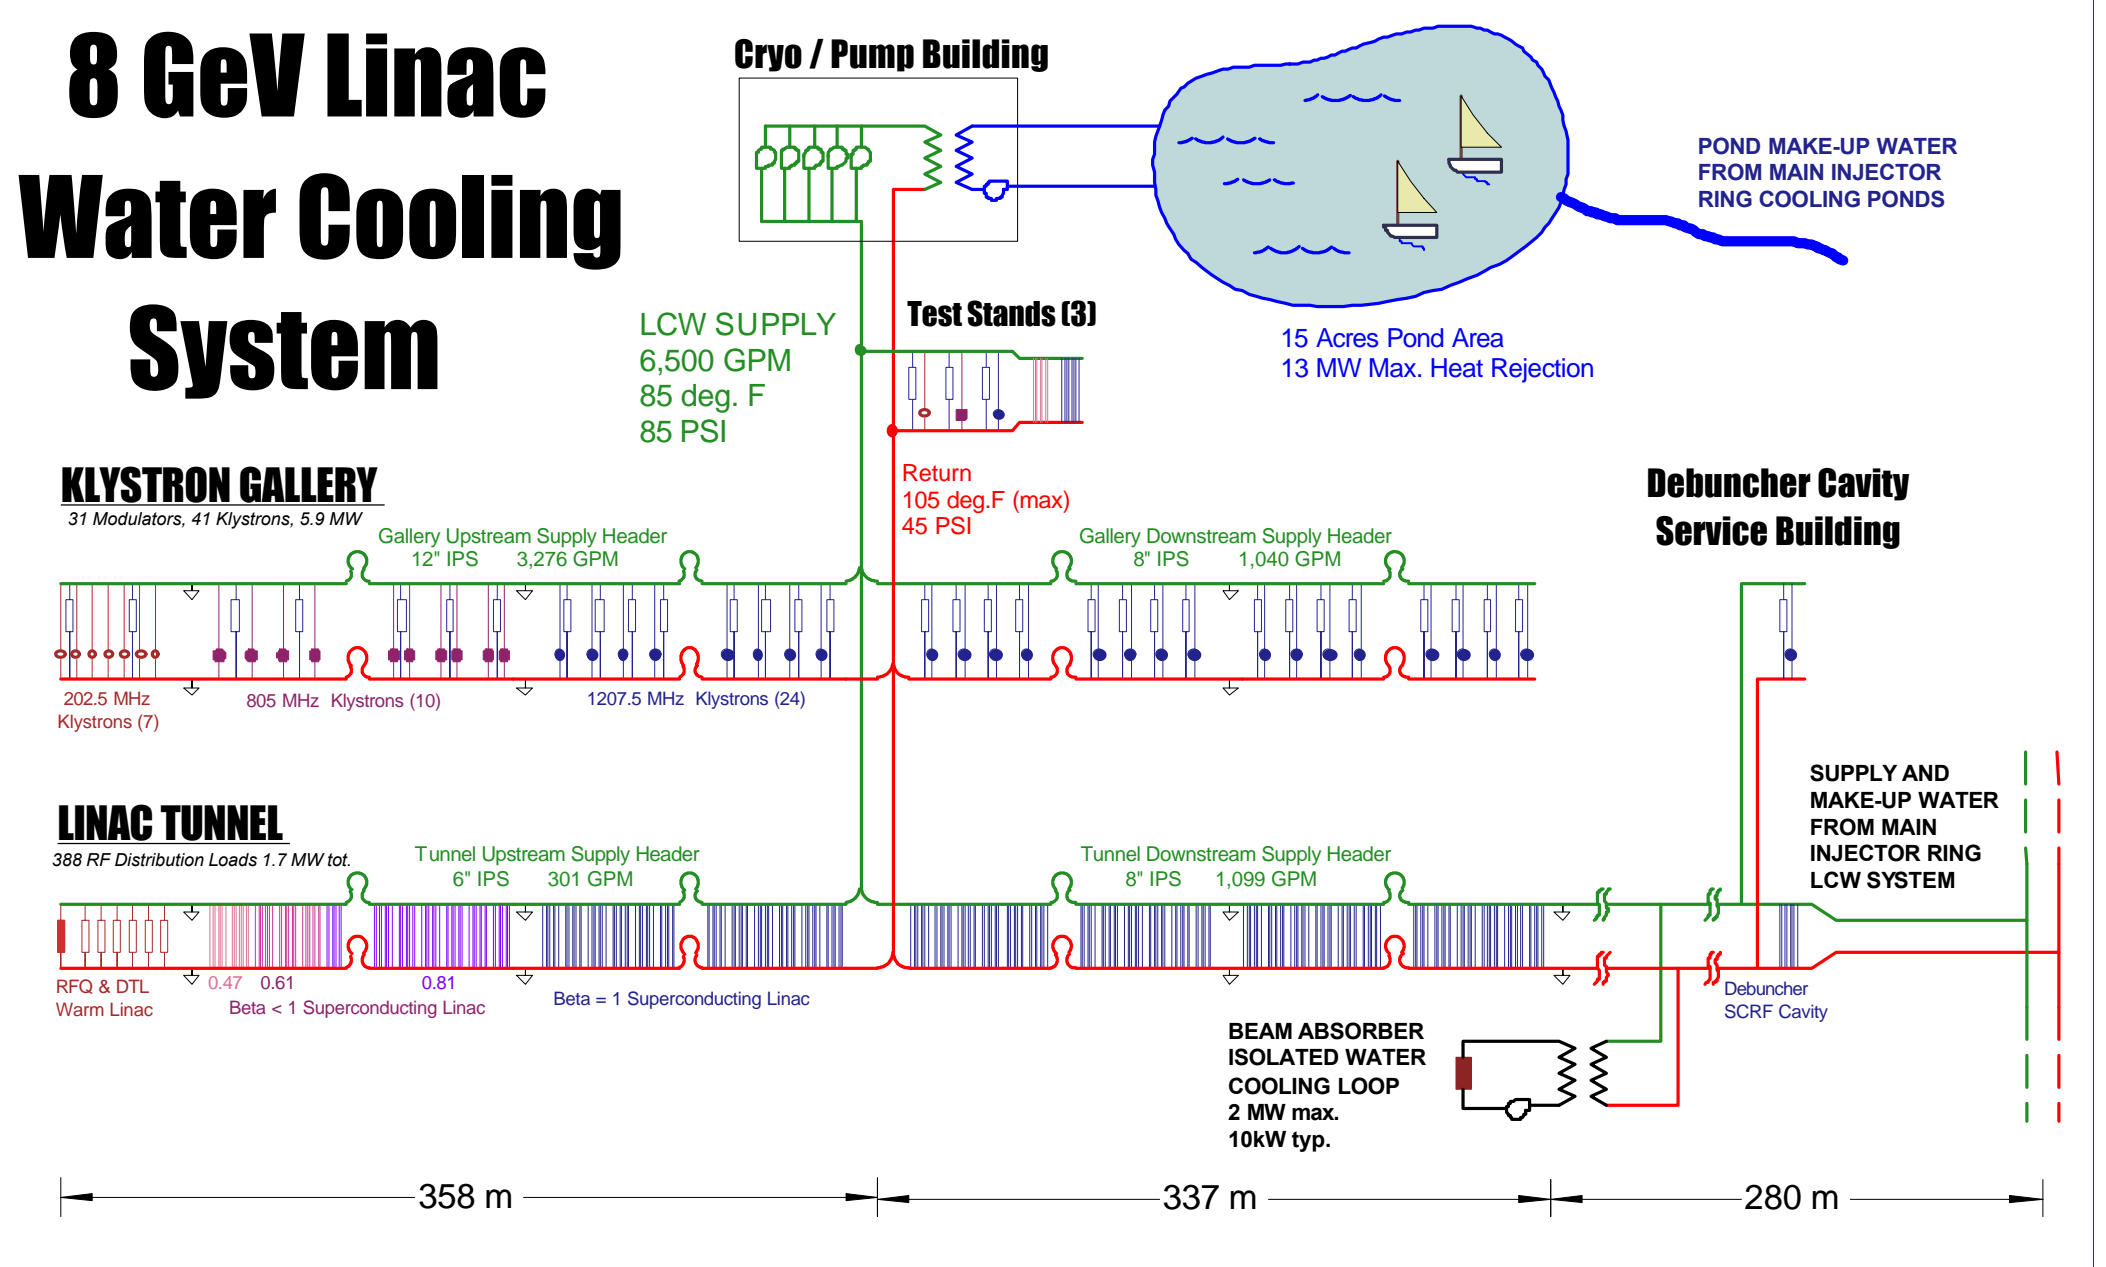 8 GeV Linac
Water Cooling
System
Cryo / Pump Building
POND MAKE-UP WATER
FROM MAIN INJECTOR
RING COOLING PONDS
15 Acres Pond Area
13 MW Max. Heat Rejection
LCW SUPPLY
6,500 GPM
85 deg. F
85 PSI
Test Stands (3)
Return
105 deg.F (max)
45 PSI
KLYSTRON GALLERY
31 Modulators, 41 Klystrons, 5.9 MW
Gallery Upstream Supply Header
12" IPS 3,276 GPM
Gallery Downstream Supply Header
8" IPS 1,040 GPM
Debuncher Cavity
Service Building
202.5 MHz
Klystrons (7)
805 MHz Klystrons (10)
1207.5 MHz Klystrons (24)
LINAC TUNNEL
388 RF Distribution Loads 1.7 MW tot.
Tunnel Upstream Supply Header
6" IPS 301 GPM
Tunnel Downstream Supply Header
8" IPS 1,099 GPM
SUPPLY AND
MAKE-UP WATER
FROM MAIN
INJECTOR RING
LCW SYSTEM
RFQ & DTL
Warm Linac
0.47 0.61
0.81
Beta < 1 Superconducting Linac
Beta = 1 Superconducting Linac
Debuncher
SCRF Cavity
BEAM ABSORBER
ISOLATED WATER
COOLING LOOP
2 MW max.
10kW typ.
358 m
337 m
280 m